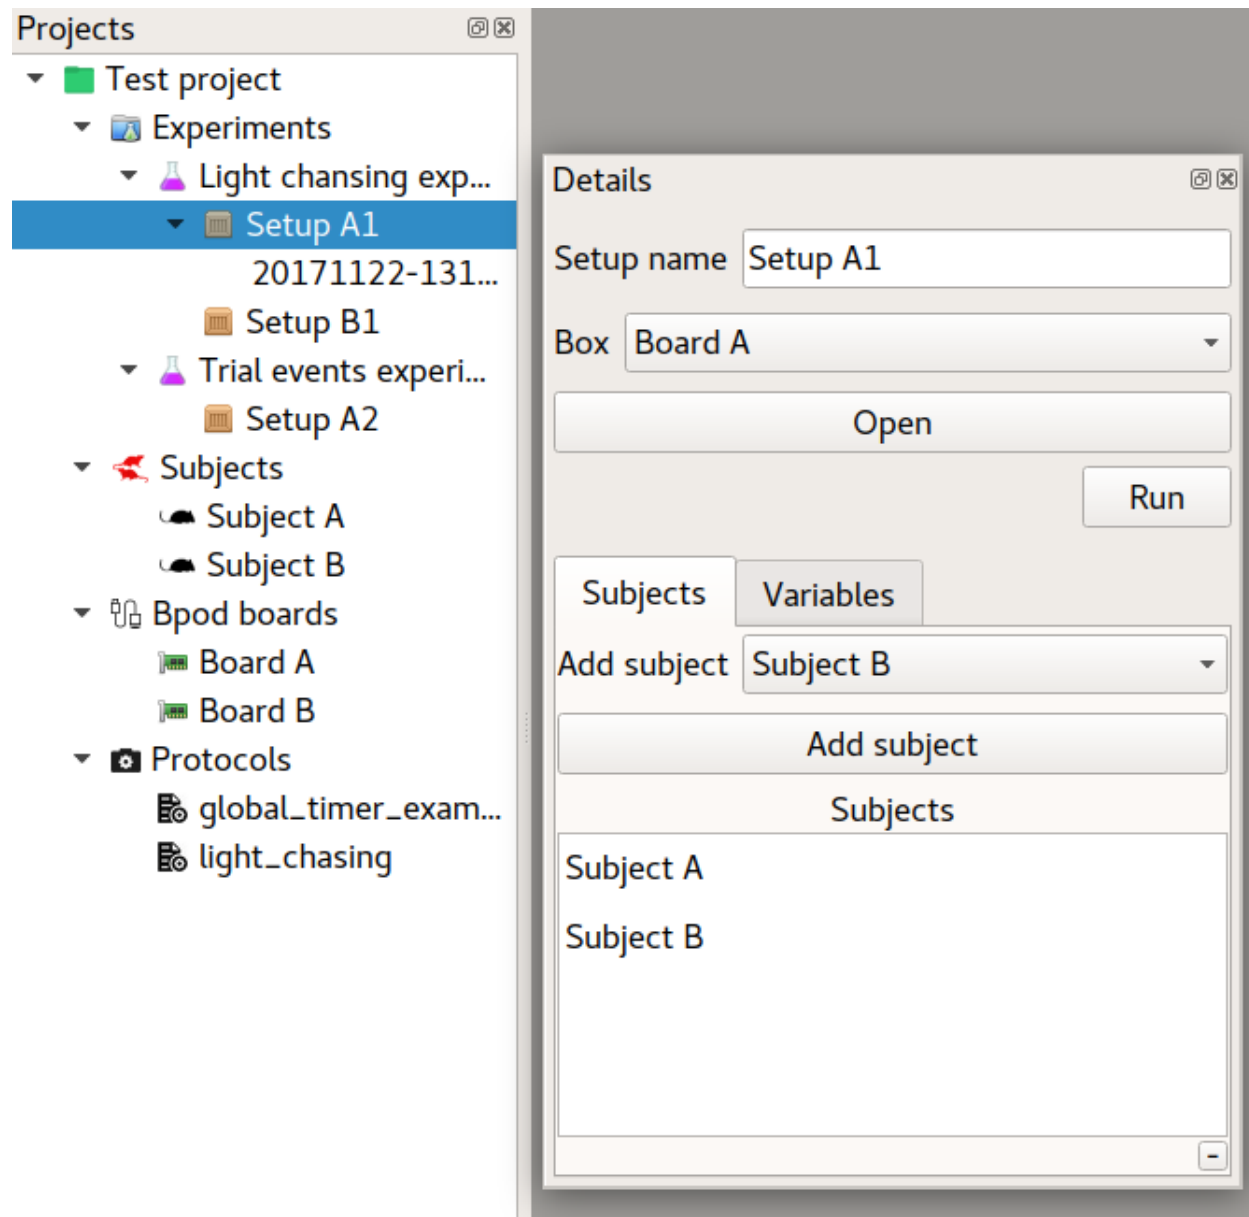 Projects
Test project
Experiments
Light chansing exp...
Setup A1
20171122-131...
Setup B1
Trial events experi...
Setup A2
Subjects
Subject A
Subject B
Bpod boards
Board A
Board B
Protocols
global_timer_exam...
light_chasing
Details
Setup name Setup A1
Box Board A
Open
Run
Subjects Variables
Add subject Subject B
Add subject
Subjects
Subject A
Subject B